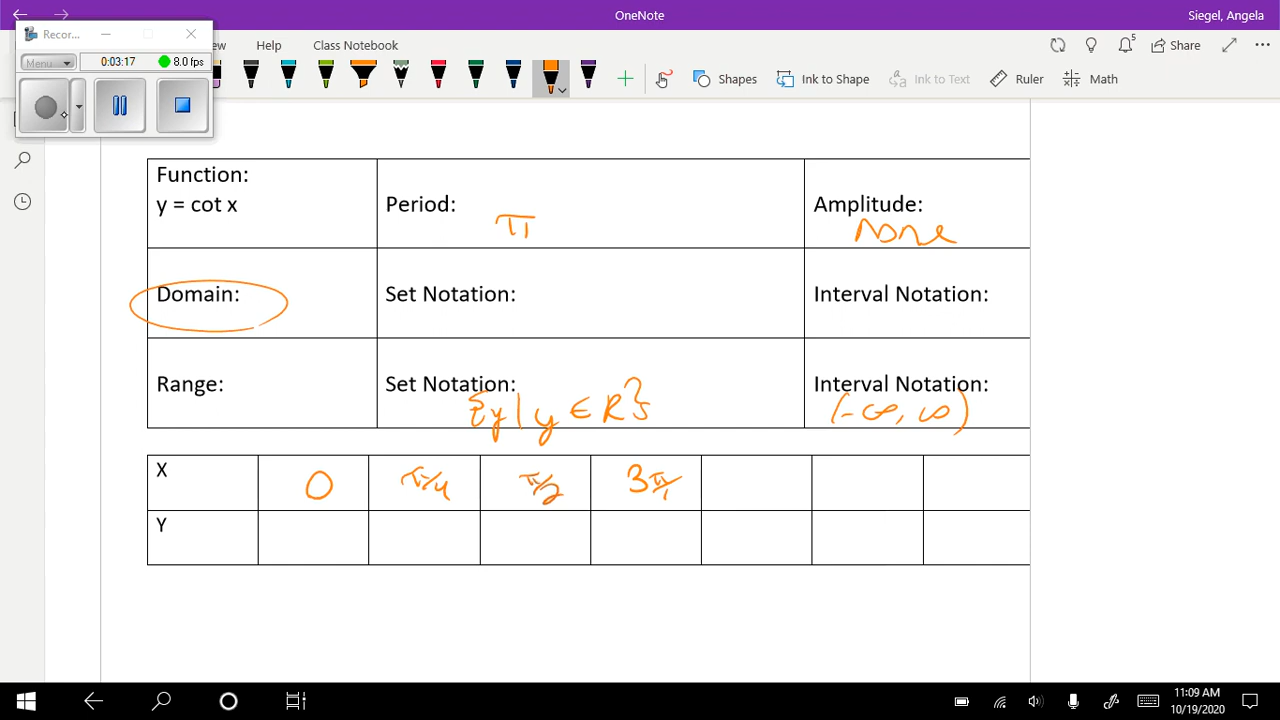 OneNote
Siegel, Angela
Recor...
Menu
0:03:17
8.0 fps
ew Help Class Notebook
5
Share
Shapes
Ink to Shape
Ink to Text
Ruler
Math
Function:
y = cot x
Period:
π
Amplitude:
None
Domain:
Set Notation:
Interval Notation:
Range:
Set Notation:
{y | y ∈ R}
Interval Notation:
(-∞, ∞)
X 0 π/4 π/2 3π/
Y
11:09 AM
10/19/2020